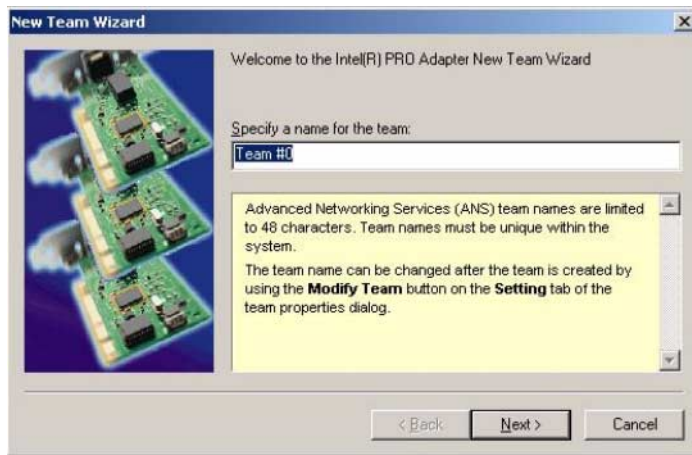 New Team Wizard
Welcome to the Intel(R) PRO Adapter New Team Wizard
Specify a name for the team:
Team #0
Advanced Networking Services (ANS) team names are limited
to 48 characters. Team names must be unique within the
system.
The team name can be changed after the team is created by
using the Modify Team button on the Setting tab of the
team properties dialog.
< Back
Next >
Cancel